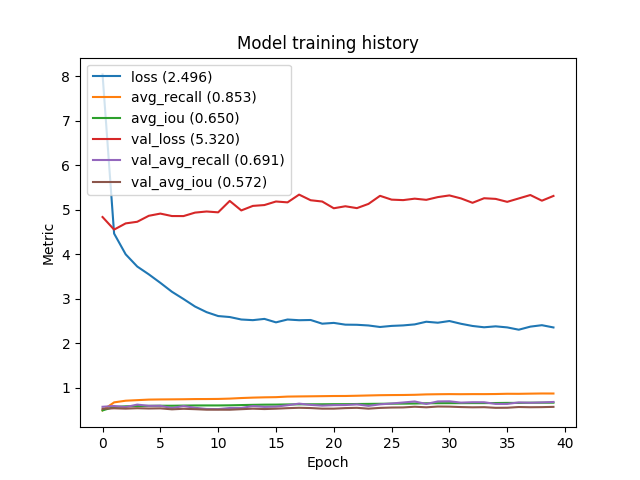 Model training history
loss (2.496)
avg_recall (0.853)
avg_iou (0.650)
val_loss (5.320)
val_avg_recall (0.691)
val_avg_iou (0.572)
Metric
8
7
6
5
4
3
2
1
0 5 10 15 20 25 30 35 40
Epoch